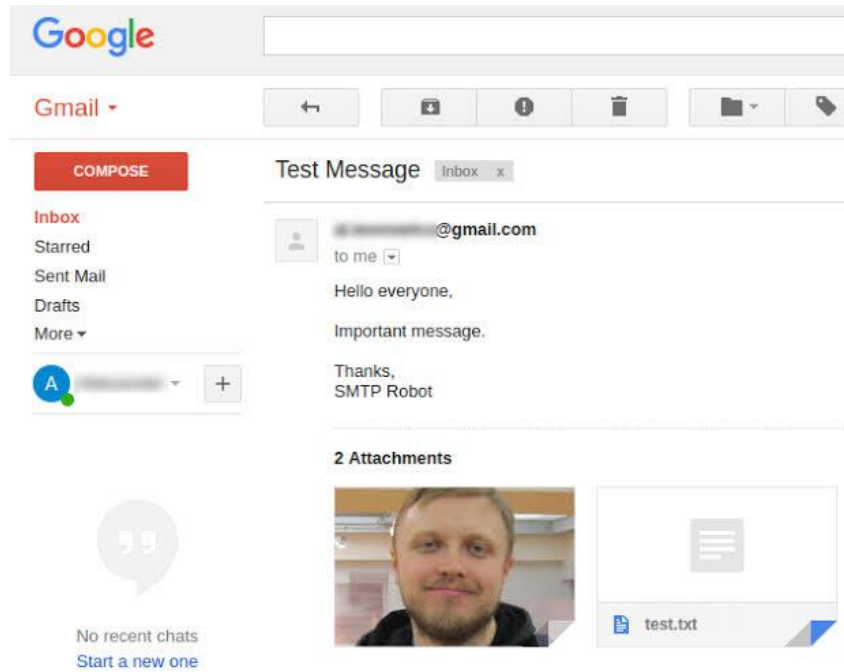 Google
Gmail
COMPOSE
Inbox
Starred
Sent Mail
Drafts
More
A
+
No recent chats
Start a new one
Test Message Inbox x
@gmail.com
to me
Hello everyone,
Important message.
Thanks,
SMTP Robot
2 Attachments
test.txt